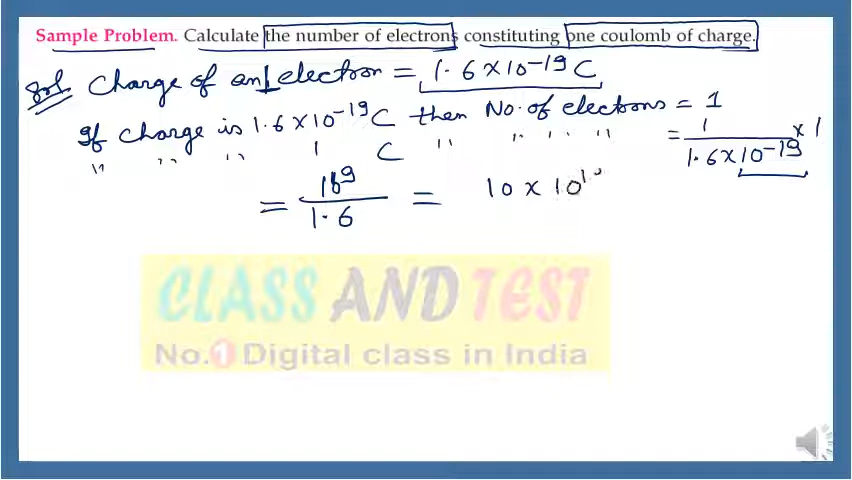 Sample Problem. Calculate the number of electrons constituting one coulomb of charge.
Sol Charge of an 1 electron = 1.6 × 10⁻¹⁹ C
If charge is 1.6 × 10⁻¹⁹ C then No. of electrons = 1
" " " 1 C " " " " = 1 / 1.6 × 10⁻¹⁹ × 1
= 10¹⁹ / 1.6 = 10 × 10
CLASS AND TEST
No.1 Digital class in India